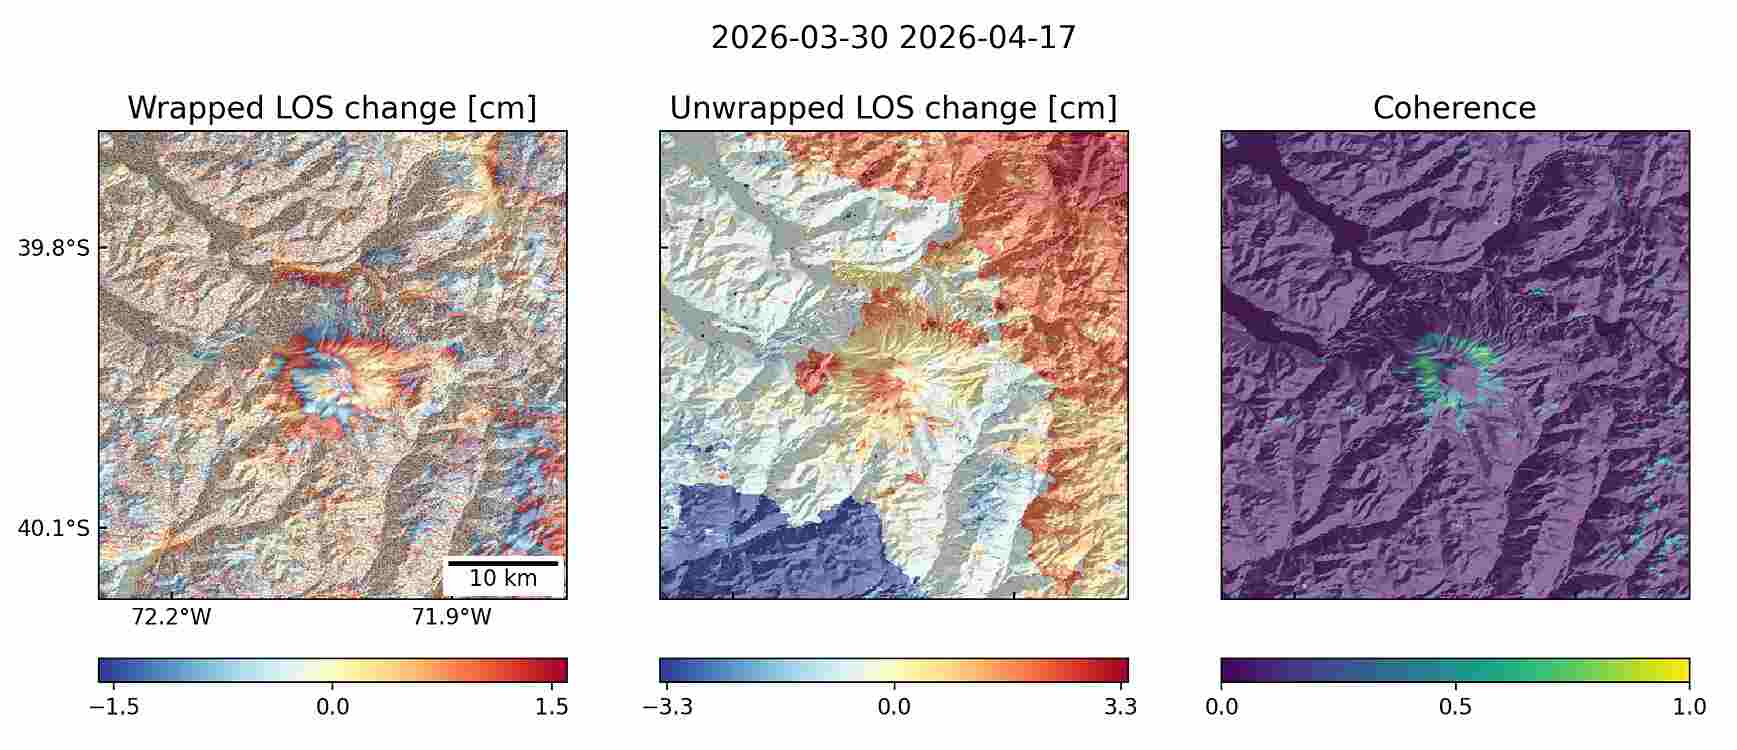 2026-03-30 2026-04-17
Wrapped LOS change [cm]
Unwrapped LOS change [cm]
Coherence
39.8°S
40.1°S
10 km
72.2°W
71.9°W
−1.5
0.0
1.5
−3.3
0.0
3.3
0.0
0.5
1.0